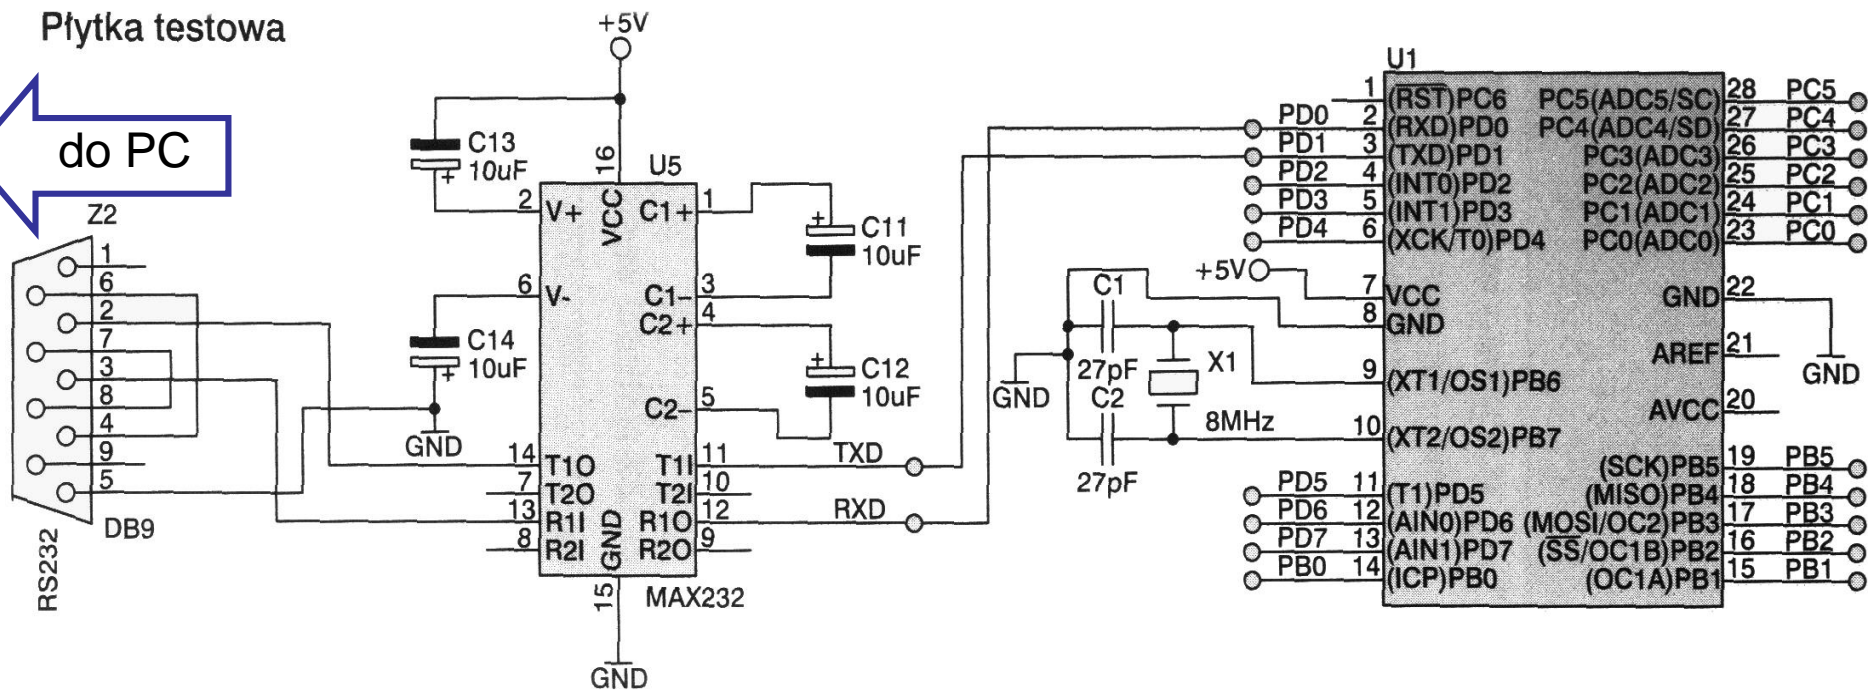 Płytka testowa
do PC
Z2
1
6
2
7
3
8
4
9
5
RS232
DB9
+5V
C13
10uF
+
C14
10uF
+
GND
U5
16
VCC
2 V+
6 V-
14 T1O
7 T2O
13 R1I
8 R2I
C1+ 1
C1- 3
C2+ 4
C2- 5
T1I 11
T2I 10
R1O 12
R2O 9
GND
15
MAX232
GND
+
C11
10uF
+
C12
10uF
TXD
RXD
+5V
C1
27pF
C2
27pF
X1
8MHz
GND
U1
1 (RST)PC6
PD0 2 (RXD)PD0
PD1 3 (TXD)PD1
PD2 4 (INT0)PD2
PD3 5 (INT1)PD3
PD4 6 (XCK/T0)PD4
7 VCC
8 GND
9 (XT1/OS1)PB6
10 (XT2/OS2)PB7
PD5 11 (T1)PD5
PD6 12 (AIN0)PD6
PD7 13 (AIN1)PD7
PB0 14 (ICP)PB0
PC5(ADC5/SC) 28 PC5
PC4(ADC4/SD) 27 PC4
PC3(ADC3) 26 PC3
PC2(ADC2) 25 PC2
PC1(ADC1) 24 PC1
PC0(ADC0) 23 PC0
GND 22
AREF 21
GND
AVCC 20
(SCK)PB5 19 PB5
(MISO)PB4 18 PB4
(MOSI/OC2)PB3 17 PB3
(SS/OC1B)PB2 16 PB2
(OC1A)PB1 15 PB1